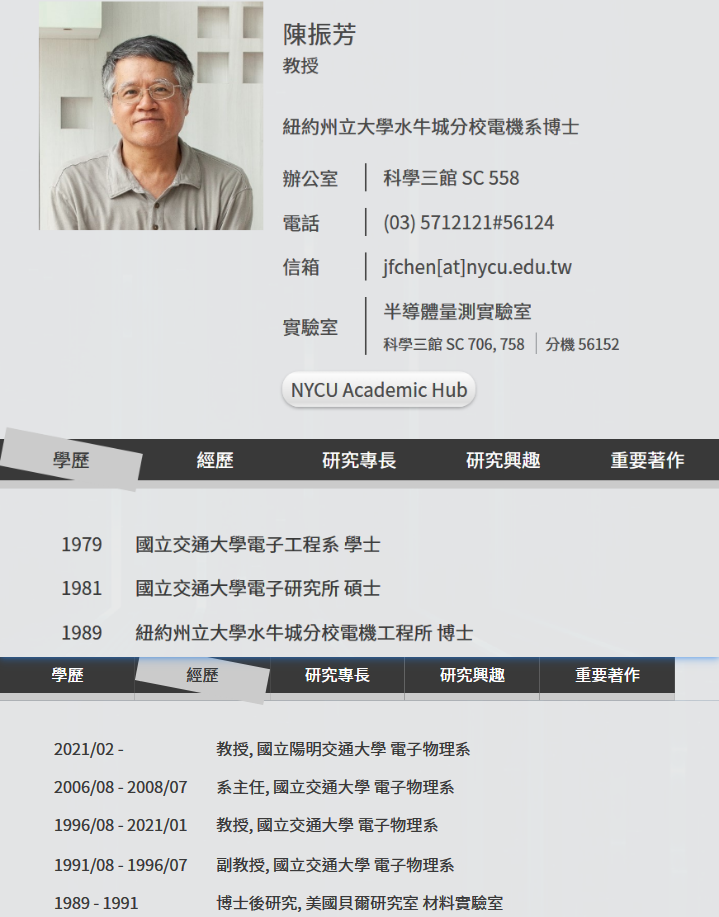 陳振芳
教授
紐約州立大學水牛城分校電機系博士
辦公室 科學三館 SC 558
電話 (03) 5712121#56124
信箱 jfchen[at]nycu.edu.tw
實驗室 半導體量測實驗室
科學三館 SC 706, 758 分機 56152
NYCU Academic Hub
學歷 經歷 研究專長 研究興趣 重要著作
1979 國立交通大學電子工程系 學士
1981 國立交通大學電子研究所 碩士
1989 紐約州立大學水牛城分校電機工程所 博士
學歷 經歷 研究專長 研究興趣 重要著作
2021/02 - 教授, 國立陽明交通大學 電子物理系
2006/08 - 2008/07 系主任, 國立交通大學 電子物理系
1996/08 - 2021/01 教授, 國立交通大學 電子物理系
1991/08 - 1996/07 副教授, 國立交通大學 電子物理系
1989 - 1991 博士後研究, 美國貝爾研究室 材料實驗室